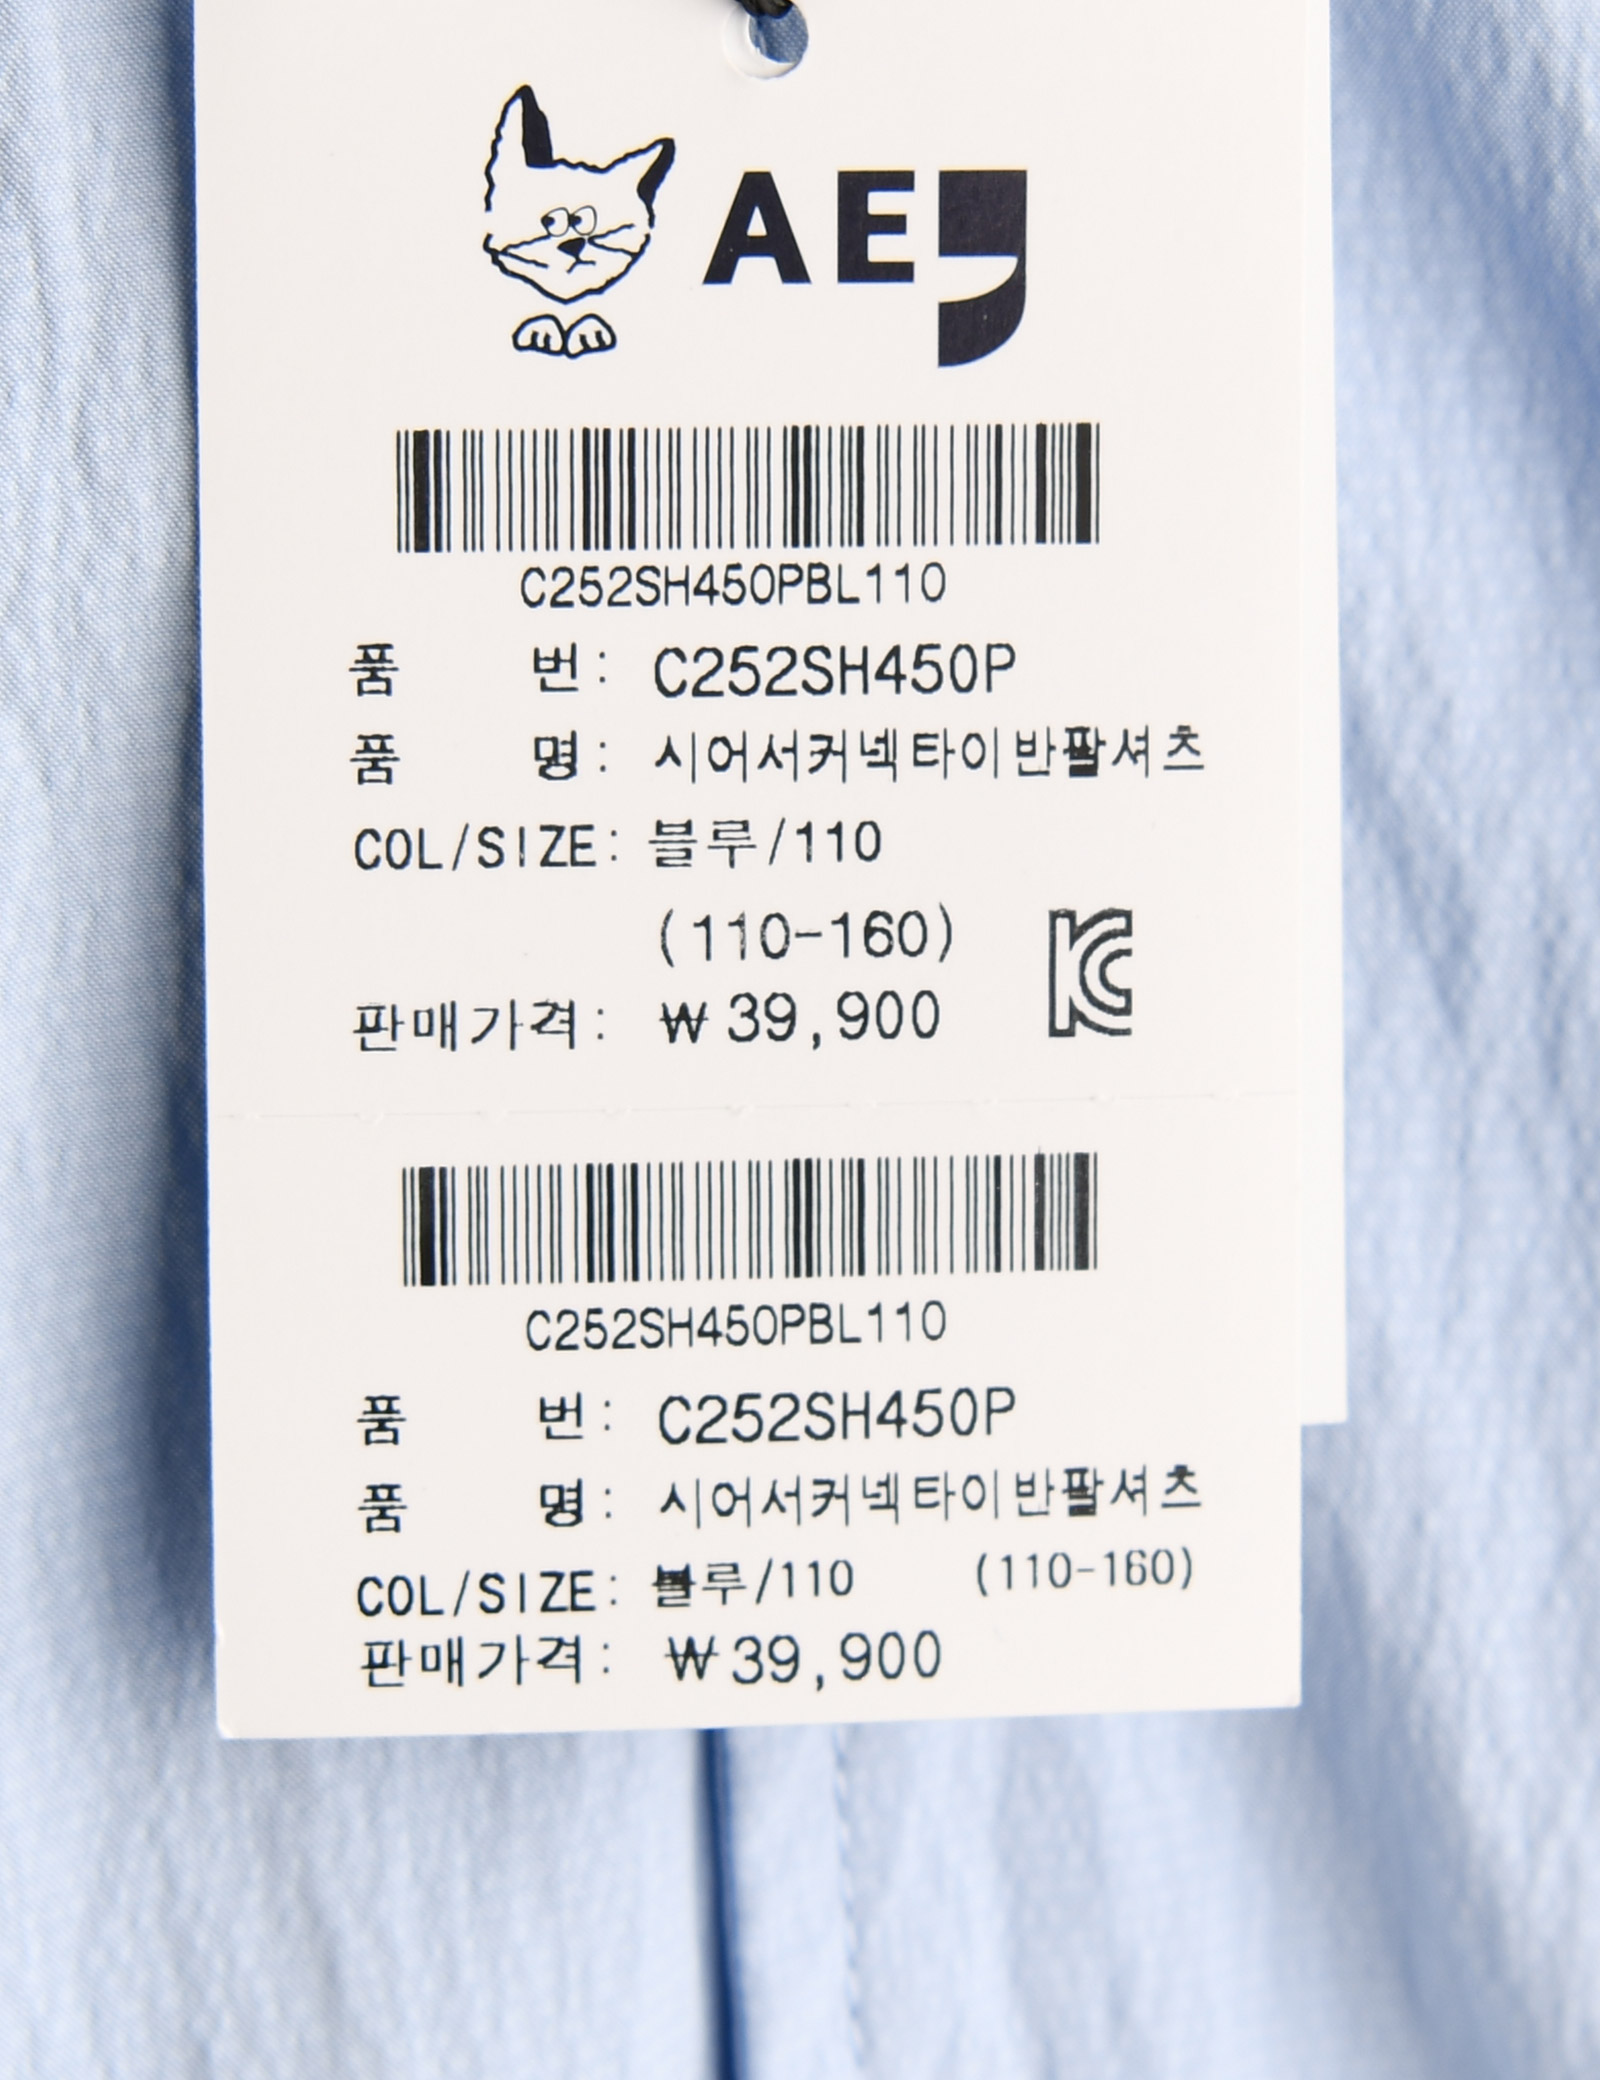 AE,
C252SH450PBL110
품 번: C252SH450P
품 명: 시어서커넥타이반팔셔츠
COL/SIZE: 블루/110
(110-160)
KC
판매가격: ₩39,900
C252SH450PBL110
품 번: C252SH450P
품 명: 시어서커넥타이반팔셔츠
COL/SIZE: 블루/110 (110-160)
판매가격: ₩39,900